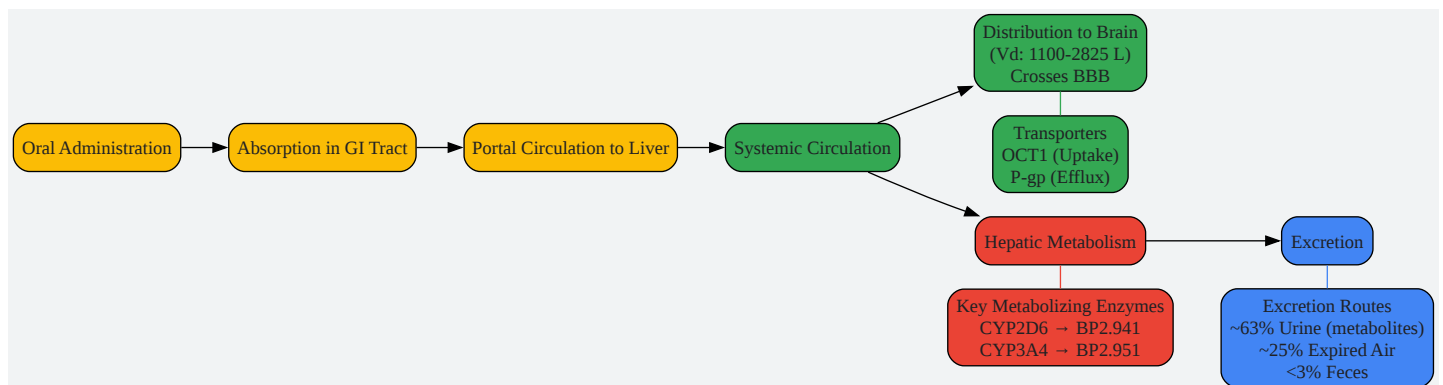 Oral Administration
Absorption in GI Tract
Portal Circulation to Liver
Systemic Circulation
Distribution to Brain
(Vd: 1100-2825 L)
Crosses BBB
Transporters
OCT1 (Uptake)
P-gp (Efflux)
Hepatic Metabolism
Key Metabolizing Enzymes
CYP2D6 → BP2.941
CYP3A4 → BP2.951
Excretion
Excretion Routes
~63% Urine (metabolites)
~25% Expired Air
<3% Feces